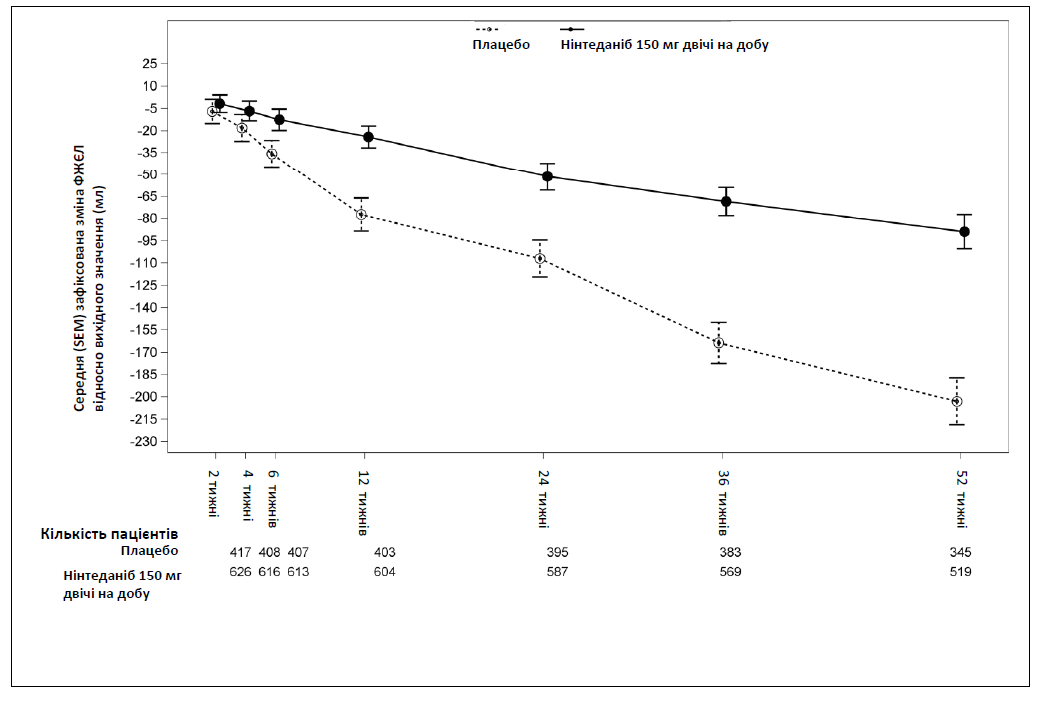 Плацебо Нінтеданіб 150 мг двічі на добу
Середня (SEM) зафіксована зміна ФЖЄЛ
відносно вихідного значення (мл)
25
10
-5
-20
-35
-50
-65
-80
-95
-110
-125
-140
-155
-170
-185
-200
-215
-230
2 тижні
4 тижні
6 тижнів
12 тижнів
24 тижні
36 тижнів
52 тижні
Кількість пацієнтів
Плацебо 417 408 407 403 395 383 345
Нінтеданіб 150 мг 626 616 613 604 587 569 519
двічі на добу